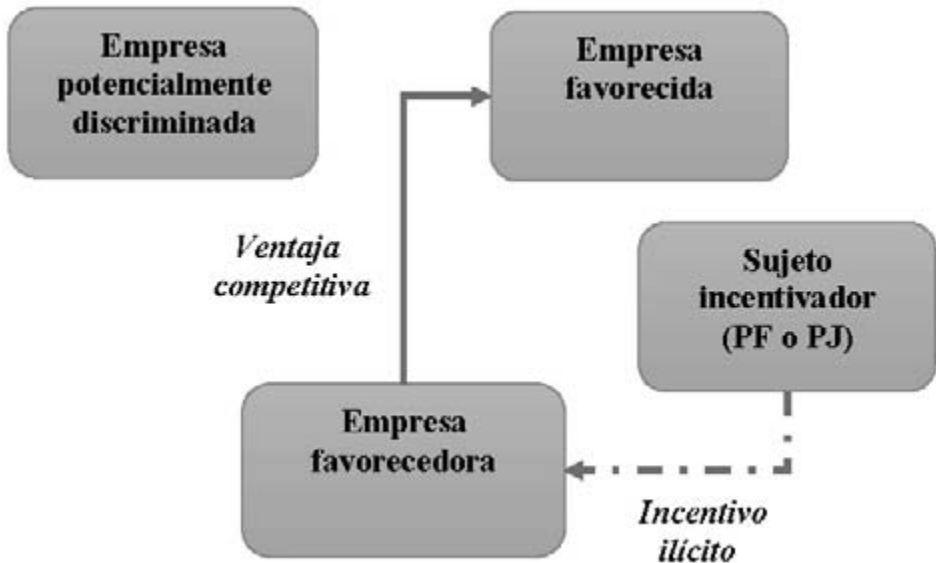 Empresa
potencialmente
discriminada
Empresa
favorecida
Ventaja
competitiva
Sujeto
incentivador
(PF o PJ)
Empresa
favorecedora
Incentivo
ilícito